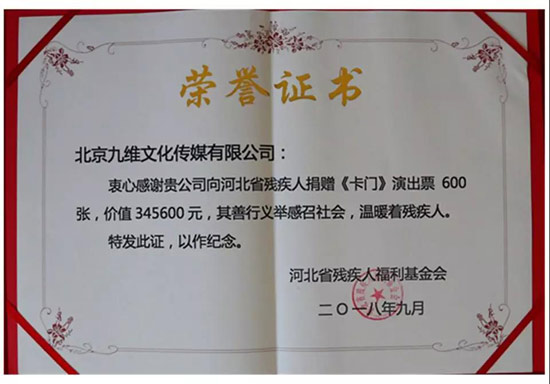 荣誉证书
北京九维文化传媒有限公司：
衷心感谢贵公司向河北省残疾人捐赠《卡门》演出票 600
张，价值 345600 元，其善行义举感召社会，温暖着残疾人。
特发此证，以作纪念。
河北省残疾人福利基金会
二〇一八年九月